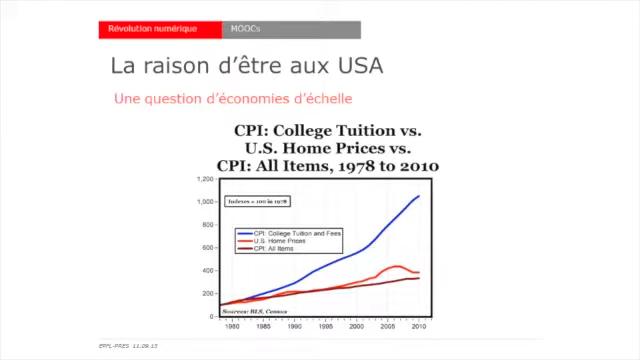 Révolution numérique MOOCs
La raison d'être aux USA
Une question d'économies d'échelle
CPI: College Tuition vs.
U.S. Home Prices vs.
CPI: All Items, 1978 to 2010
1,200
1,000
800
600
400
200
0
Indexes = 100 in 1978
CPI: College Tuition and Fees
U.S. Home Prices
CPI: All Items
Sources: BLS, Census
1980 1985 1990 1995 2000 2005 2010
EPFL-PRES 11.09.13